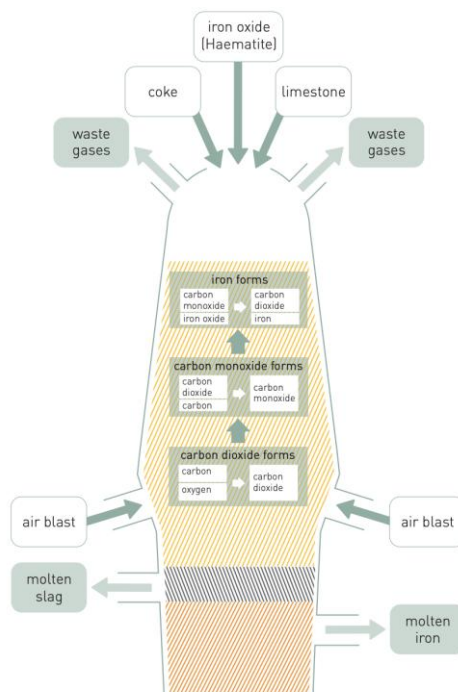 iron oxide
(Haematite)
coke
limestone
waste
gases
waste
gases
iron forms
carbon
monoxide
iron oxide
carbon
dioxide
iron
carbon monoxide forms
carbon
dioxide
carbon
carbon
monoxide
carbon dioxide forms
carbon
oxygen
carbon
dioxide
air blast
air blast
molten
slag
molten
iron